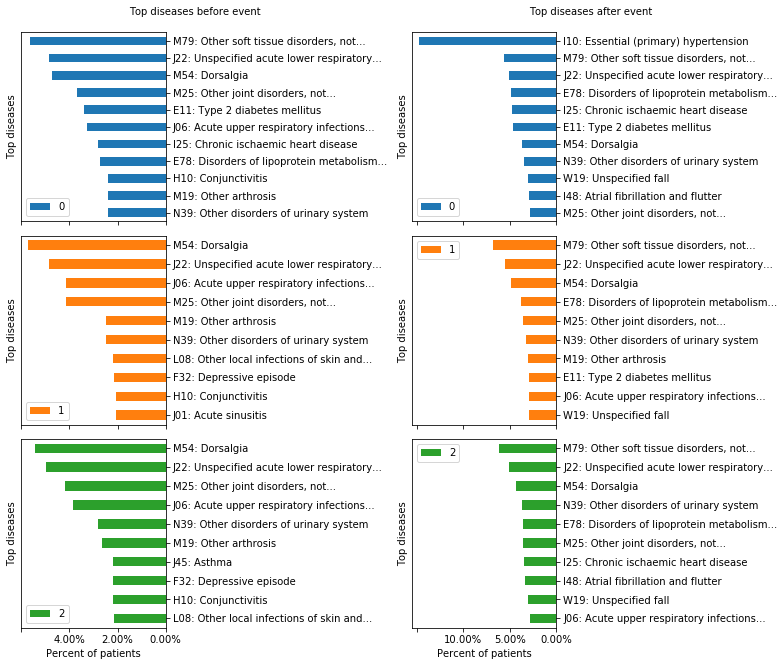 Top diseases before event
Top diseases
M79: Other soft tissue disorders, not...
J22: Unspecified acute lower respiratory...
M54: Dorsalgia
M25: Other joint disorders, not...
E11: Type 2 diabetes mellitus
J06: Acute upper respiratory infections...
I25: Chronic ischaemic heart disease
E78: Disorders of lipoprotein metabolism...
H10: Conjunctivitis
M19: Other arthrosis
N39: Other disorders of urinary system
0
Top diseases
M54: Dorsalgia
J22: Unspecified acute lower respiratory...
J06: Acute upper respiratory infections...
M25: Other joint disorders, not...
M19: Other arthrosis
N39: Other disorders of urinary system
L08: Other local infections of skin and...
F32: Depressive episode
H10: Conjunctivitis
J01: Acute sinusitis
1
Top diseases
M54: Dorsalgia
J22: Unspecified acute lower respiratory...
M25: Other joint disorders, not...
J06: Acute upper respiratory infections...
N39: Other disorders of urinary system
M19: Other arthrosis
J45: Asthma
F32: Depressive episode
H10: Conjunctivitis
L08: Other local infections of skin and...
2
4.00% 2.00% 0.00%
Percent of patients
Top diseases after event
Top diseases
I10: Essential (primary) hypertension
M79: Other soft tissue disorders, not...
J22: Unspecified acute lower respiratory...
E78: Disorders of lipoprotein metabolism...
I25: Chronic ischaemic heart disease
E11: Type 2 diabetes mellitus
M54: Dorsalgia
N39: Other disorders of urinary system
W19: Unspecified fall
I48: Atrial fibrillation and flutter
M25: Other joint disorders, not...
0
Top diseases
1
M79: Other soft tissue disorders, not...
J22: Unspecified acute lower respiratory...
M54: Dorsalgia
E78: Disorders of lipoprotein metabolism...
M25: Other joint disorders, not...
N39: Other disorders of urinary system
M19: Other arthrosis
E11: Type 2 diabetes mellitus
J06: Acute upper respiratory infections...
W19: Unspecified fall
Top diseases
2
M79: Other soft tissue disorders, not...
J22: Unspecified acute lower respiratory...
M54: Dorsalgia
N39: Other disorders of urinary system
E78: Disorders of lipoprotein metabolism...
M25: Other joint disorders, not...
I25: Chronic ischaemic heart disease
I48: Atrial fibrillation and flutter
W19: Unspecified fall
J06: Acute upper respiratory infections...
10.00% 5.00% 0.00%
Percent of patients